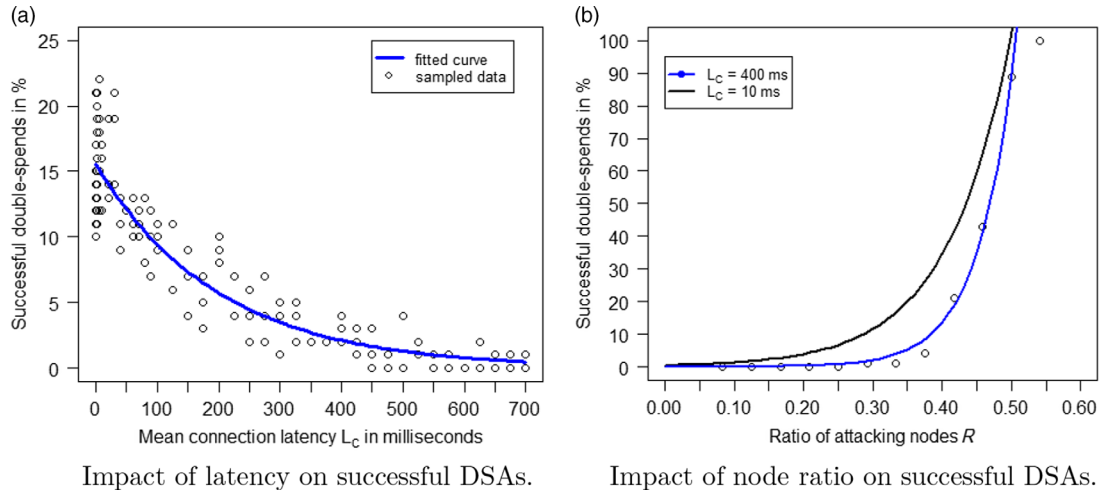 (a)
25
20
15
10
5
0
Successful double-spends in %
fitted curve
sampled data
0 100 200 300 400 500 600 700
Mean connection latency L_C in milliseconds
Impact of latency on successful DSAs.
(b)
100
90
80
70
60
50
40
30
20
10
0
Successful double-spends in %
L_C = 400 ms
L_C = 10 ms
0.00 0.10 0.20 0.30 0.40 0.50 0.60
Ratio of attacking nodes R
Impact of node ratio on successful DSAs.